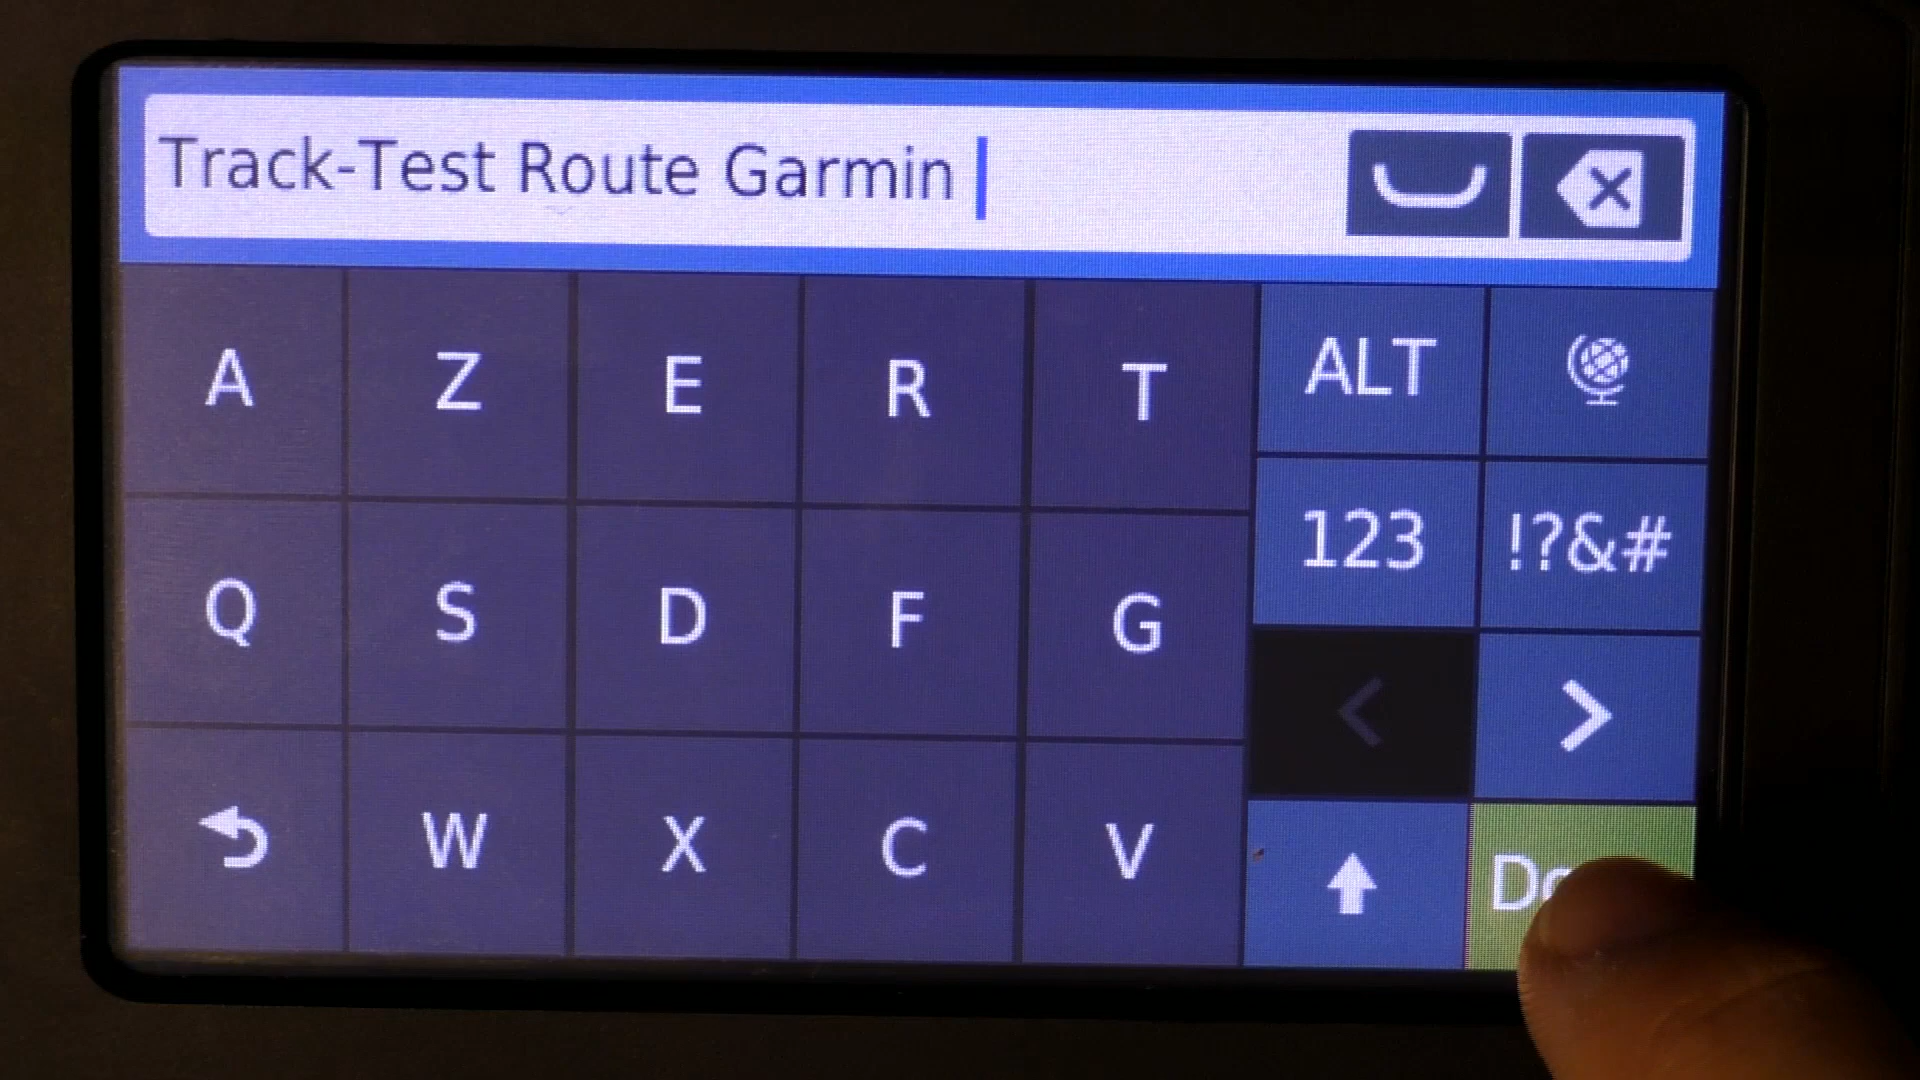 Track-Test Route Garmin
A Z E R T ALT
123 !?&#
Q S D F G
< >
W X C V